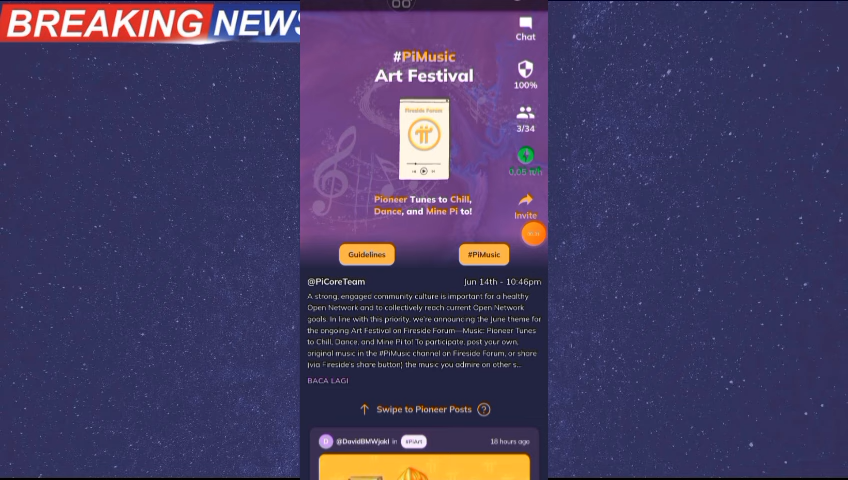 BREAKING NEWS
#PiMusic
Art Festival
Fireside Forum
Pioneer Tunes to Chill,
Dance, and Mine Pi to!
Chat
100%
3/34
0.05 π/h
Invite
Guidelines
#PiMusic
@PiCoreTeam
Jun 14th - 10:46pm
A strong, engaged community culture is important for a healthy
Open Network and to collectively reach current Open Network
goals. In line with this priority, we're announcing the June theme for
the ongoing Art Festival on Fireside Forum—Music: Pioneer Tunes
to Chill, Dance, and Mine Pi to! To participate, post your own,
original music in the #PiMusic channel on Fireside Forum, or share
(via Fireside's share button) the music you admire on other s...
BACA LAGI
↑ Swipe to Pioneer Posts ?
D @DavidBMWjakl in #PiArt
18 hours ago